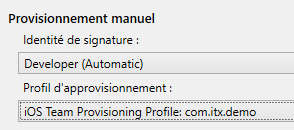 Provisionnement manuel
Identité de signature :
Developer (Automatic)
Profil d'approvisionnement :
iOS Team Provisioning Profile: com.itx.demo